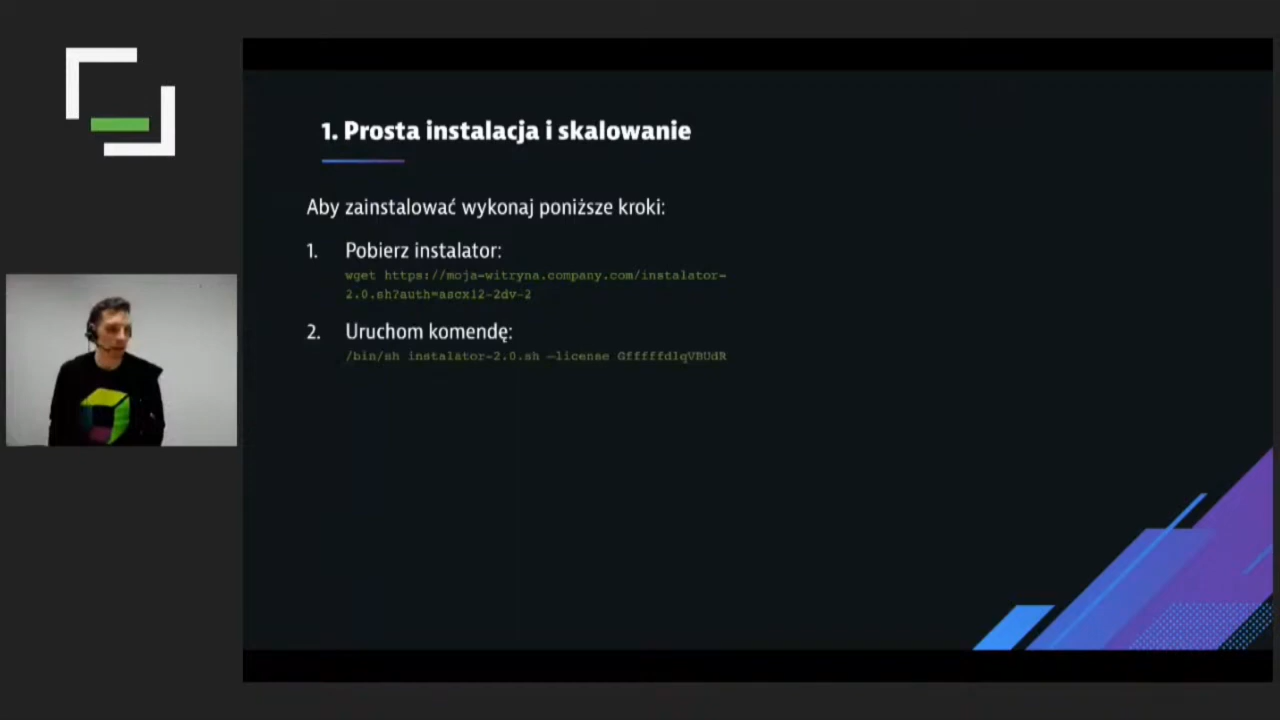 1. Prosta instalacja i skalowanie
Aby zainstalować wykonaj poniższe kroki:
1. Pobierz instalator:
wget https://moja-witryna.company.com/instalator-
2.0.sh?auth=ascx12-2dv-2
2. Uruchom komendę:
/bin/sh instalator-2.0.sh —license GfffffdlqVBUdR